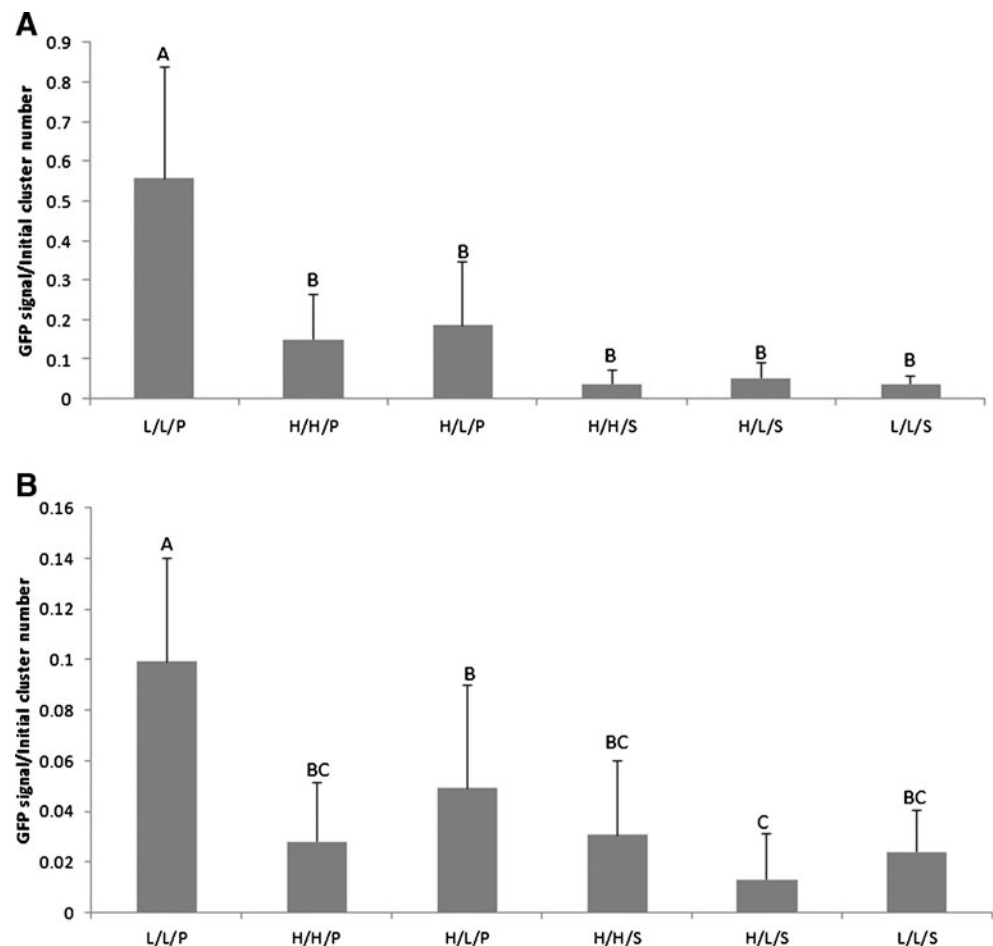 A
GFP signal/Initial cluster number
0.9
0.8
0.7
0.6
0.5
0.4
0.3
0.2
0.1
0
A
B
B
B
B
B
L/L/P
H/H/P
H/L/P
H/H/S
H/L/S
L/L/S
B
GFP signal/Initial cluster number
0.16
0.14
0.12
0.1
0.08
0.06
0.04
0.02
0
A
BC
B
BC
C
BC
L/L/P
H/H/P
H/L/P
H/H/S
H/L/S
L/L/S